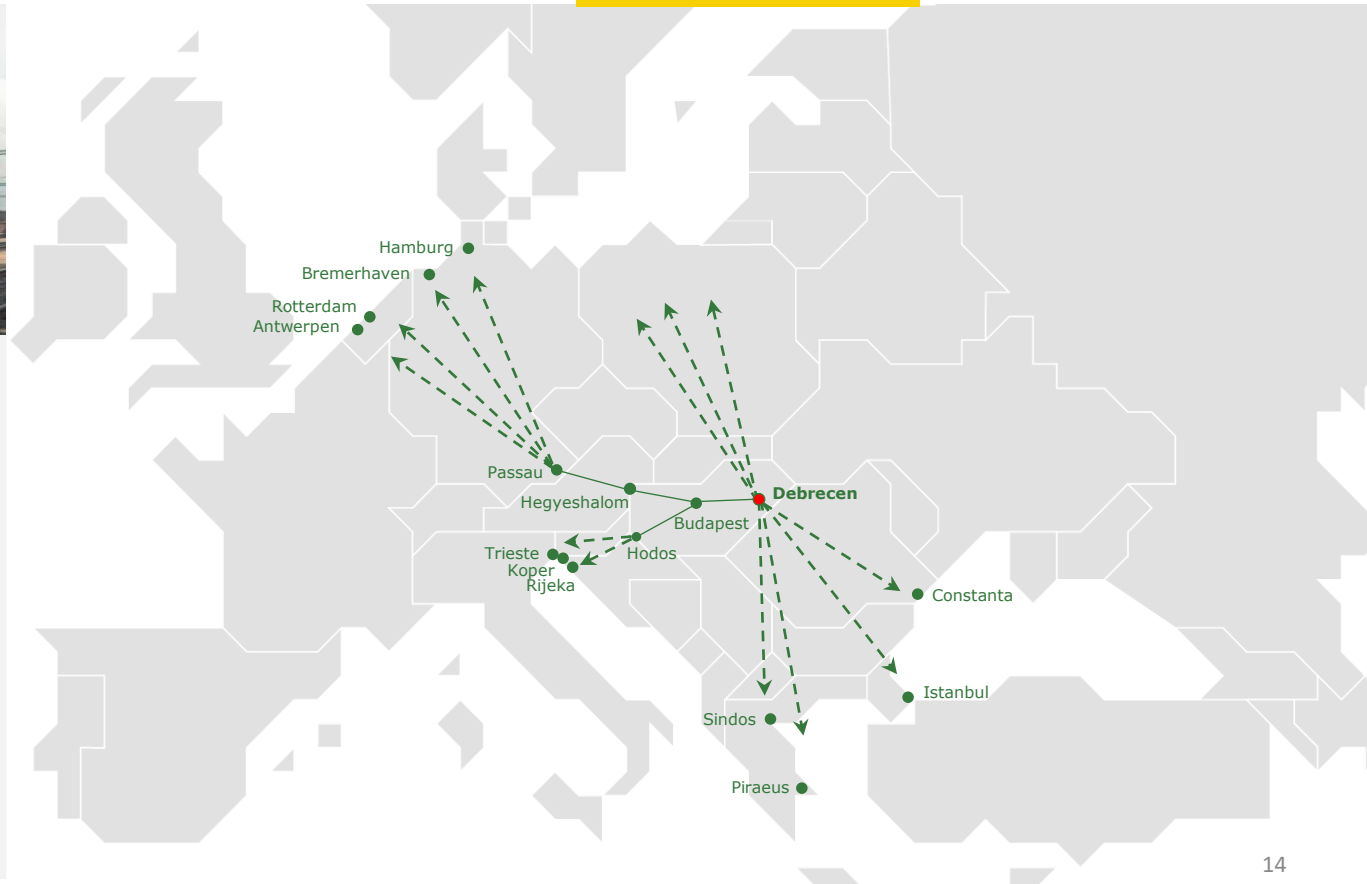 Hamburg
Bremerhaven
Rotterdam
Antwerpen
Passau
Hegyeshalom
Debrecen
Budapest
Trieste
Hodos
Koper
Rijeka
Constanta
Istanbul
Sindos
Piraeus
14